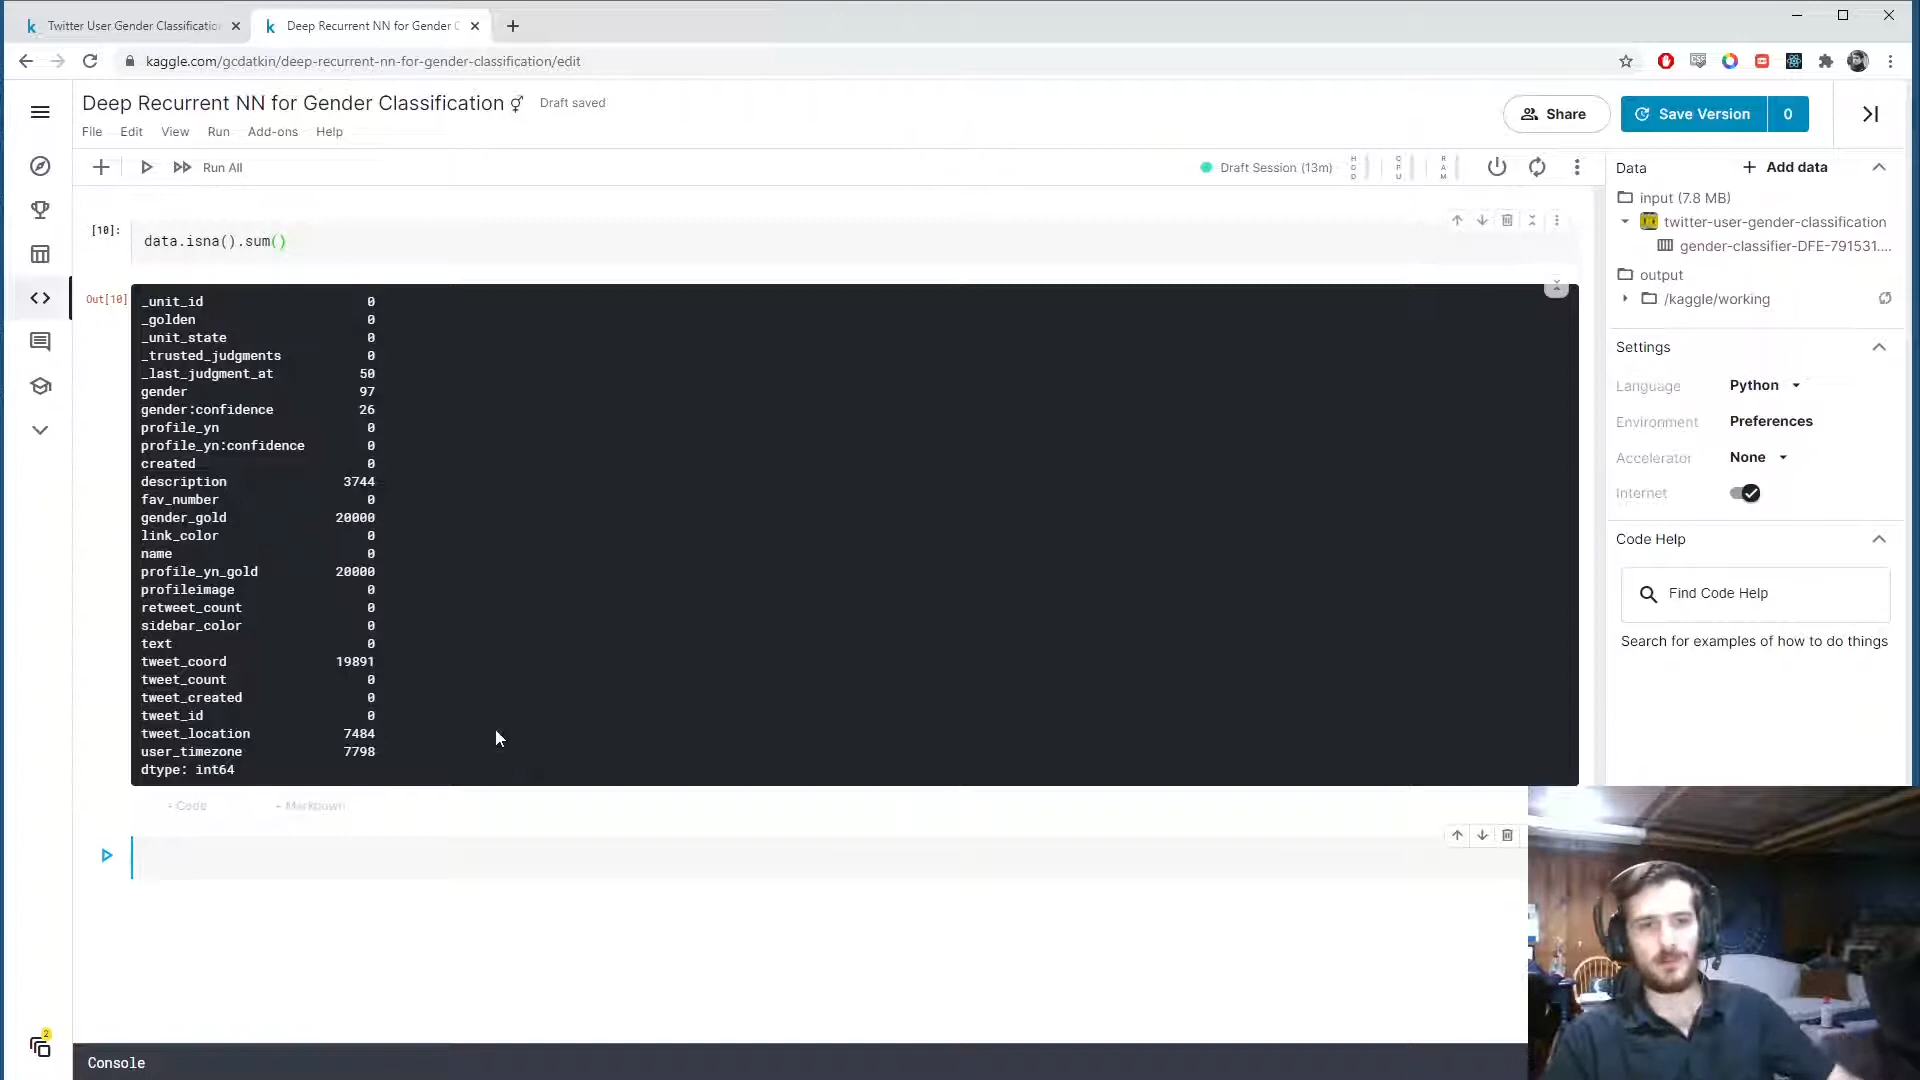 Twitter User Gender Classification
Deep Recurrent NN for Gender C
kaggle.com/gcdatkin/deep-recurrent-nn-for-gender-classification/edit
Deep Recurrent NN for Gender Classification ⚥ Draft saved
File Edit View Run Add-ons Help
Share
Save Version 0
Run All
Draft Session (13m)
HDD
CPU
RAM
Data
Add data
input (7.8 MB)
twitter-user-gender-classification
gender-classifier-DFE-791531....
output
/kaggle/working
Settings
Language Python
Environment Preferences
Accelerator None
Internet
Code Help
Find Code Help
Search for examples of how to do things
[10]:
data.isna().sum()
Out[10]
_unit_id 0
_golden 0
_unit_state 0
_trusted_judgments 0
_last_judgment_at 50
gender 97
gender:confidence 26
profile_yn 0
profile_yn:confidence 0
created 0
description 3744
fav_number 0
gender_gold 20000
link_color 0
name 0
profile_yn_gold 20000
profileimage 0
retweet_count 0
sidebar_color 0
text 0
tweet_coord 19891
tweet_count 0
tweet_created 0
tweet_id 0
tweet_location 7484
user_timezone 7798
dtype: int64
+ Code
+ Markdown
2
Console